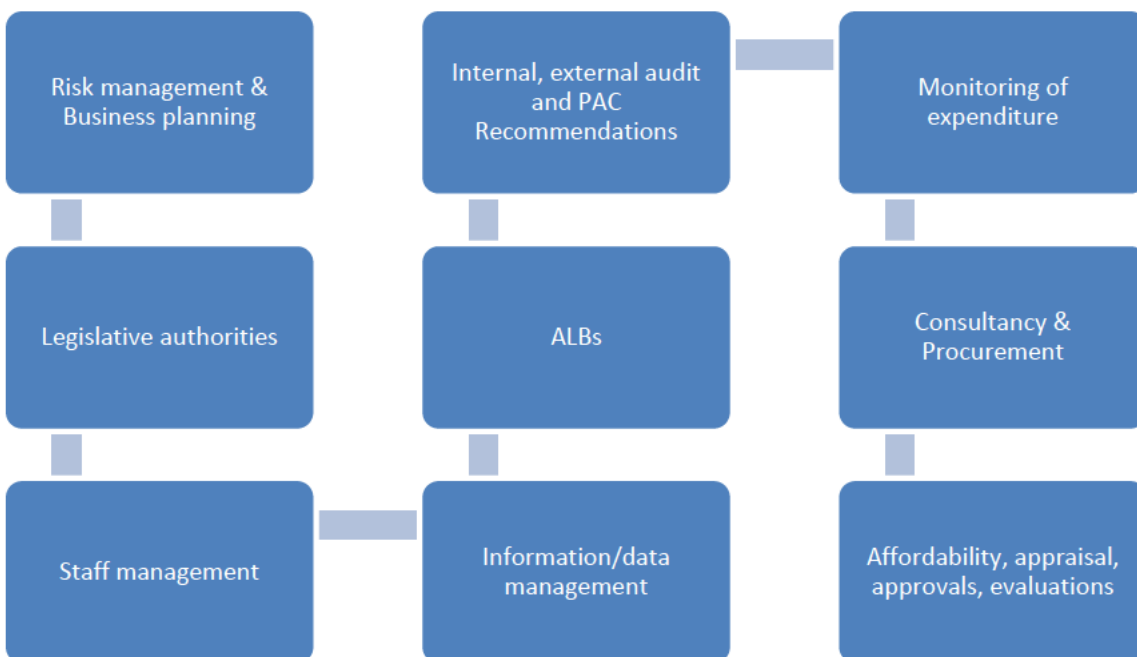 Risk management &
Business planning
Legislative authorities
Staff management
Information/data
management
ALBs
Internal, external audit
and PAC
Recommendations
Monitoring of
expenditure
Consultancy &
Procurement
Affordability, appraisal,
approvals, evaluations